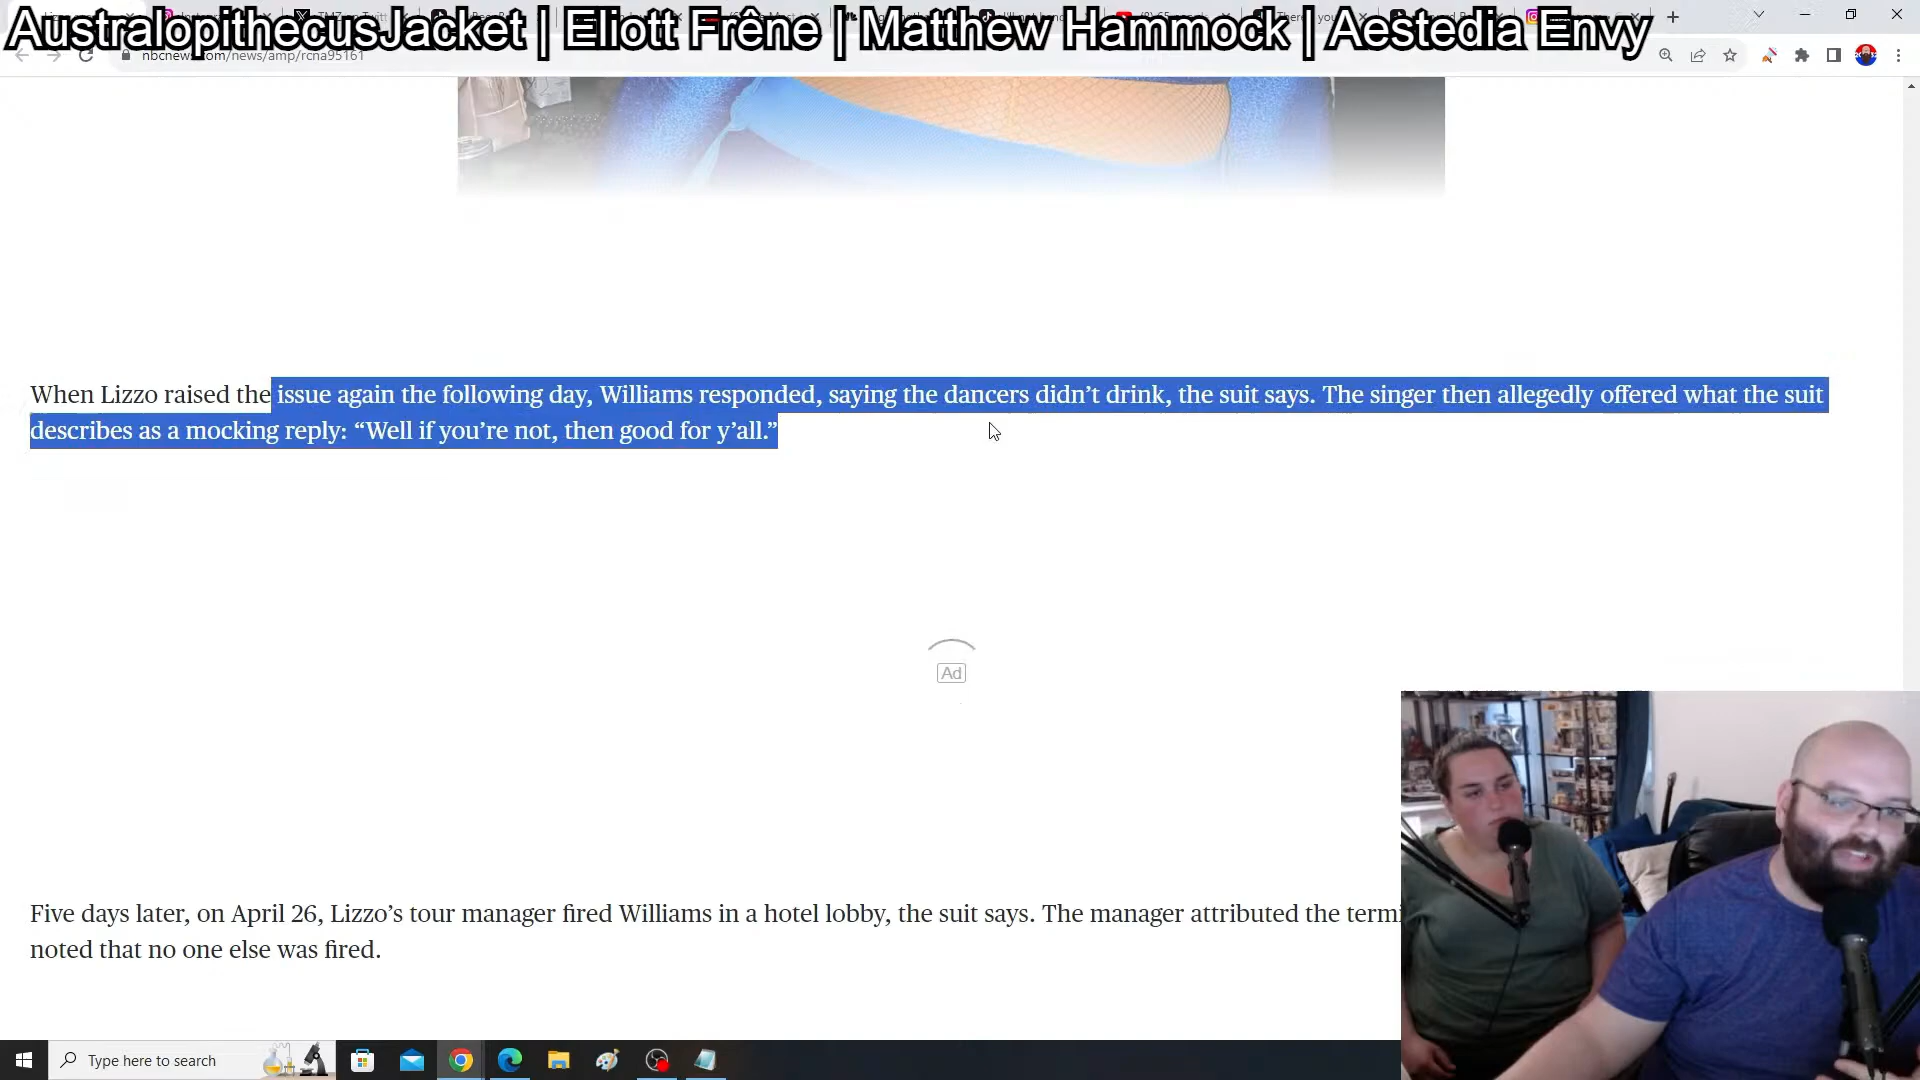 AustralopithecusJacket | Eliott Frêne | Matthew Hammock | Aestedia Envy
nbcnews.com/news/amp/rcna95161
When Lizzo raised the issue again the following day, Williams responded, saying the dancers didn’t drink, the suit says. The singer then allegedly offered what the suit
describes as a mocking reply: “Well if you’re not, then good for y’all.”
Ad
Five days later, on April 26, Lizzo’s tour manager fired Williams in a hotel lobby, the suit says. The manager attributed the
noted that no one else was fired.
Type here to search